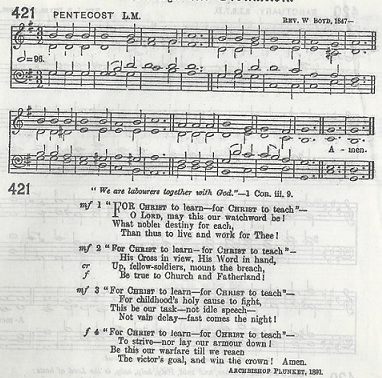 421 PENTECOST L.M. REV. W BOYD, 1847–
𝅗𝅥=96.
A - men.
421
"We are labourers together with God."—1 COR. iii, 9.
mf 1 "FOR CHRIST to learn—for CHRIST to teach"—
O LORD, may this our watchword be!
What nobler destiny for each,
Than thus to live and work for Thee!
mf 2 "For CHRIST to learn—for CHRIST to teach"—
His Cross in view, His Word in hand,
cr Up, fellow-soldiers, mount the breach,
f Be true to Church and Fatherland!
mf 3 "For CHRIST to learn—for CHRIST to teach"—
For childhood's holy cause to fight,
This be our task—not idle speech—
Not vain delay—fast comes the night!
f 4 "For CHRIST to learn—for CHRIST to teach"—
To strive—nor lay our armour down!
Be this our warfare till we reach
The victor's goal, and win the crown! Amen.
ARCHBISHOP PLUNKET, 1891.